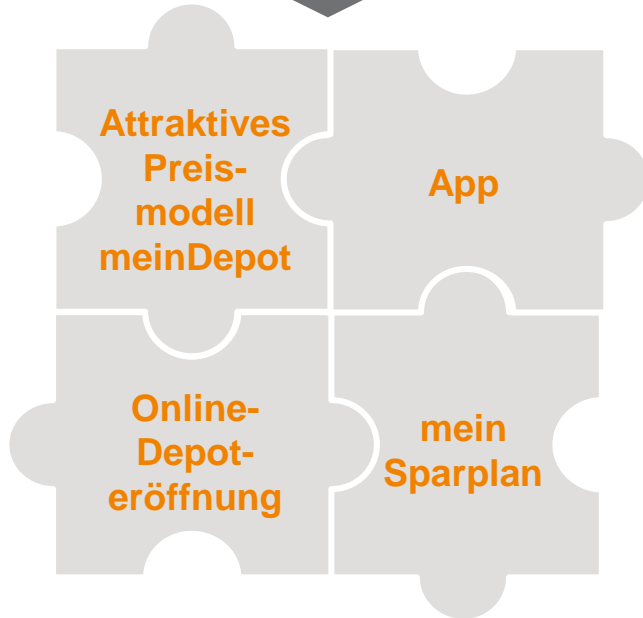 Attraktives
Preis-
modell
meinDepot
App
Online-
Depot-
eröffnung
mein
Sparplan